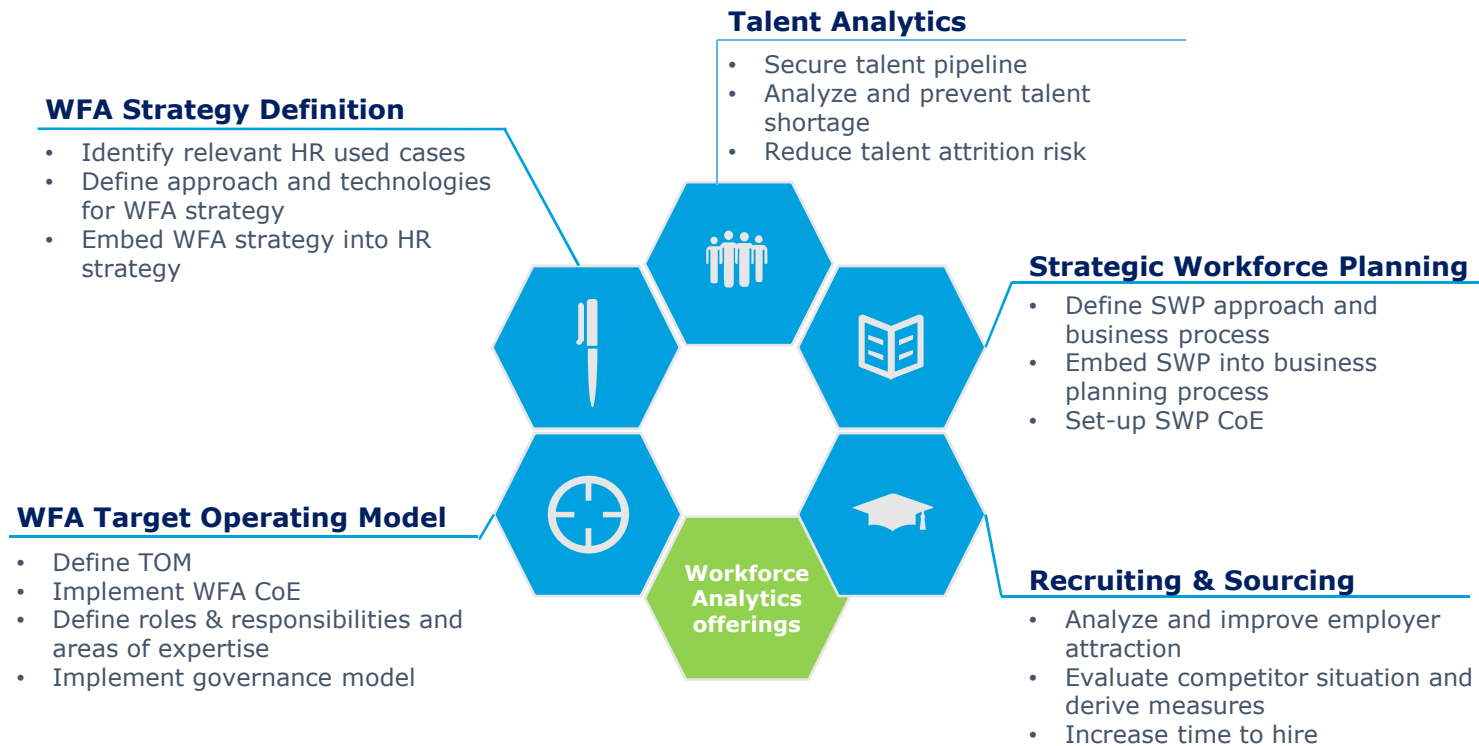 Talent Analytics
• Secure talent pipeline
• Analyze and prevent talent
shortage
• Reduce talent attrition risk
WFA Strategy Definition
• Identify relevant HR used cases
• Define approach and technologies
for WFA strategy
• Embed WFA strategy into HR
strategy
Strategic Workforce Planning
• Define SWP approach and
business process
• Embed SWP into business
planning process
• Set-up SWP CoE
WFA Target Operating Model
• Define TOM
• Implement WFA CoE
• Define roles & responsibilities and
areas of expertise
• Implement governance model
Workforce
Analytics
offerings
Recruiting & Sourcing
• Analyze and improve employer
attraction
• Evaluate competitor situation and
derive measures
• Increase time to hire